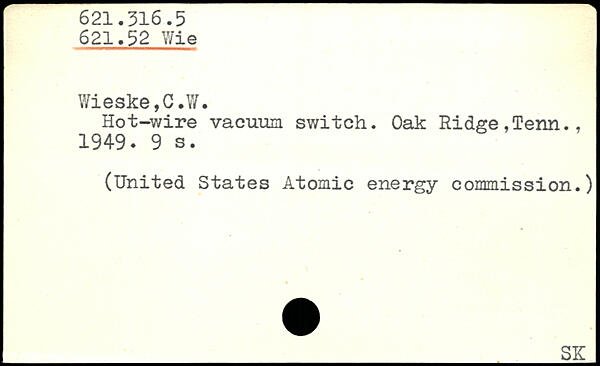 621.316.5
621.52 Wie
Wieske,C.W.
Hot-wire vacuum switch. Oak Ridge,Tenn.,
1949. 9 s.
(United States Atomic energy commission.)
SK